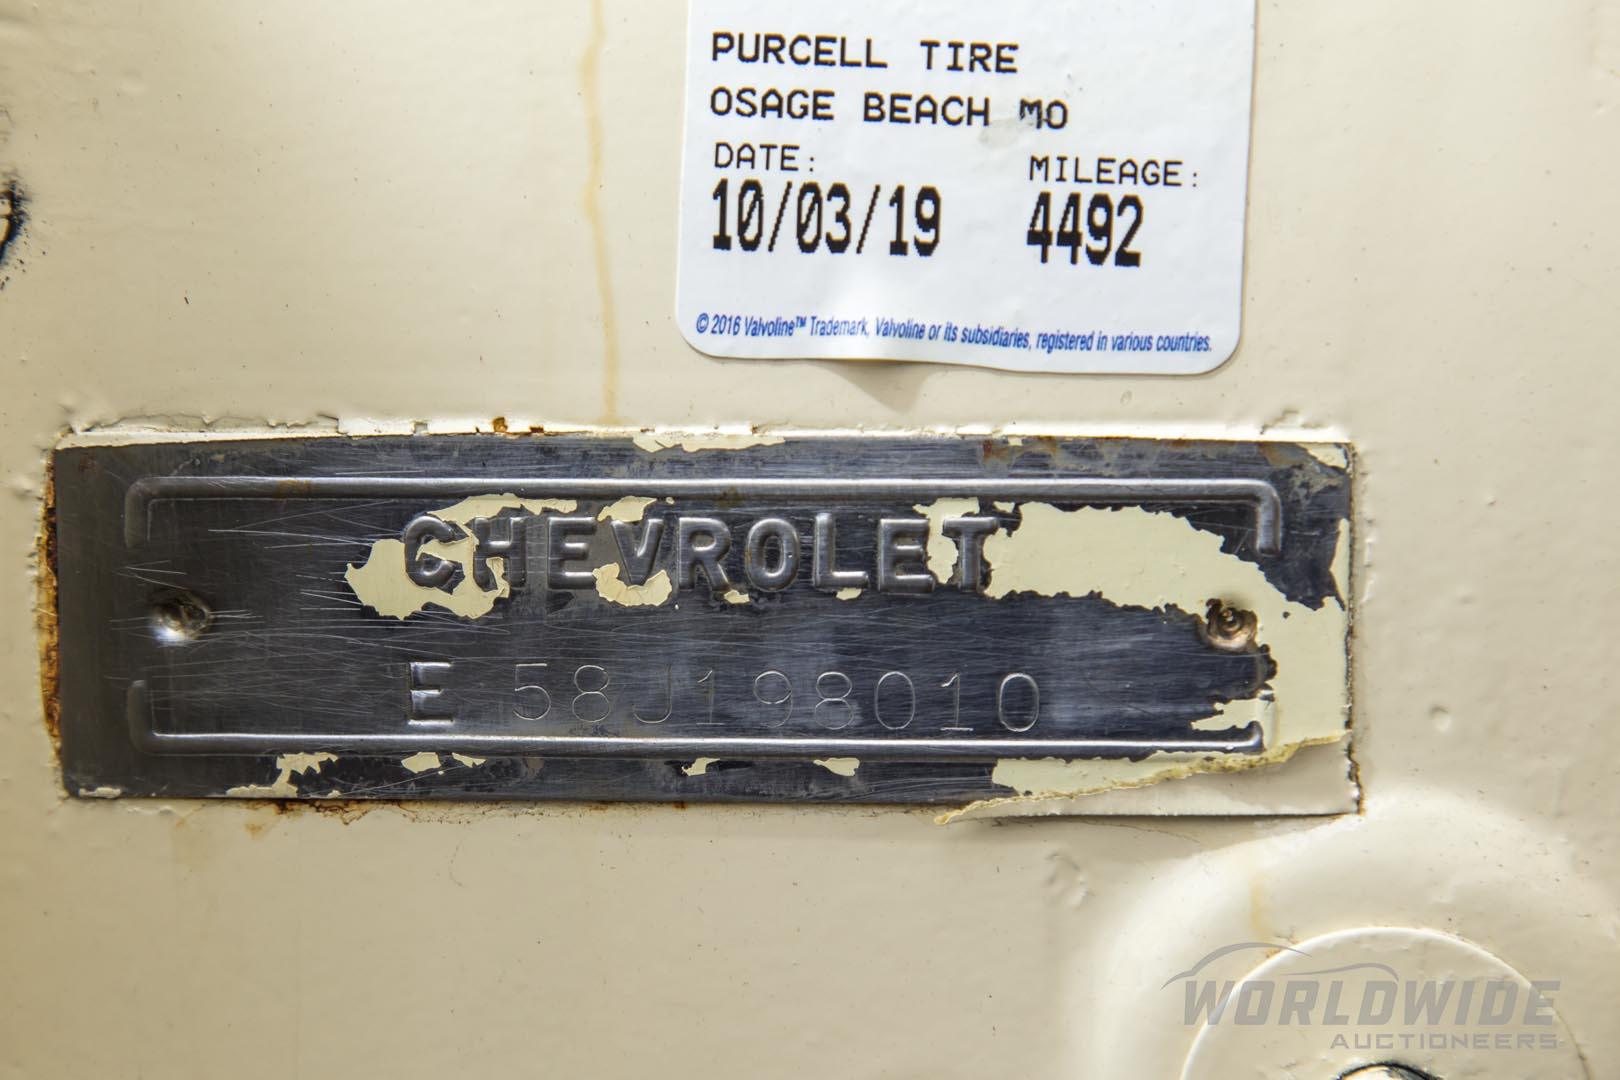 PURCELL TIRE
OSAGE BEACH MO
DATE: MILEAGE:
10/03/19 4492
© 2016 Valvoline™ Trademark, Valvoline or its subsidiaries, registered in various countries.
CHEVROLET
E 58J198010
WORLDWIDE
AUCTIONEERS